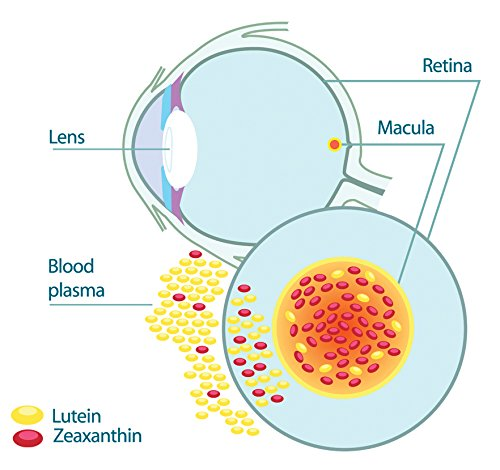 Retina
Macula
Lens
Blood
plasma
Lutein
Zeaxanthin